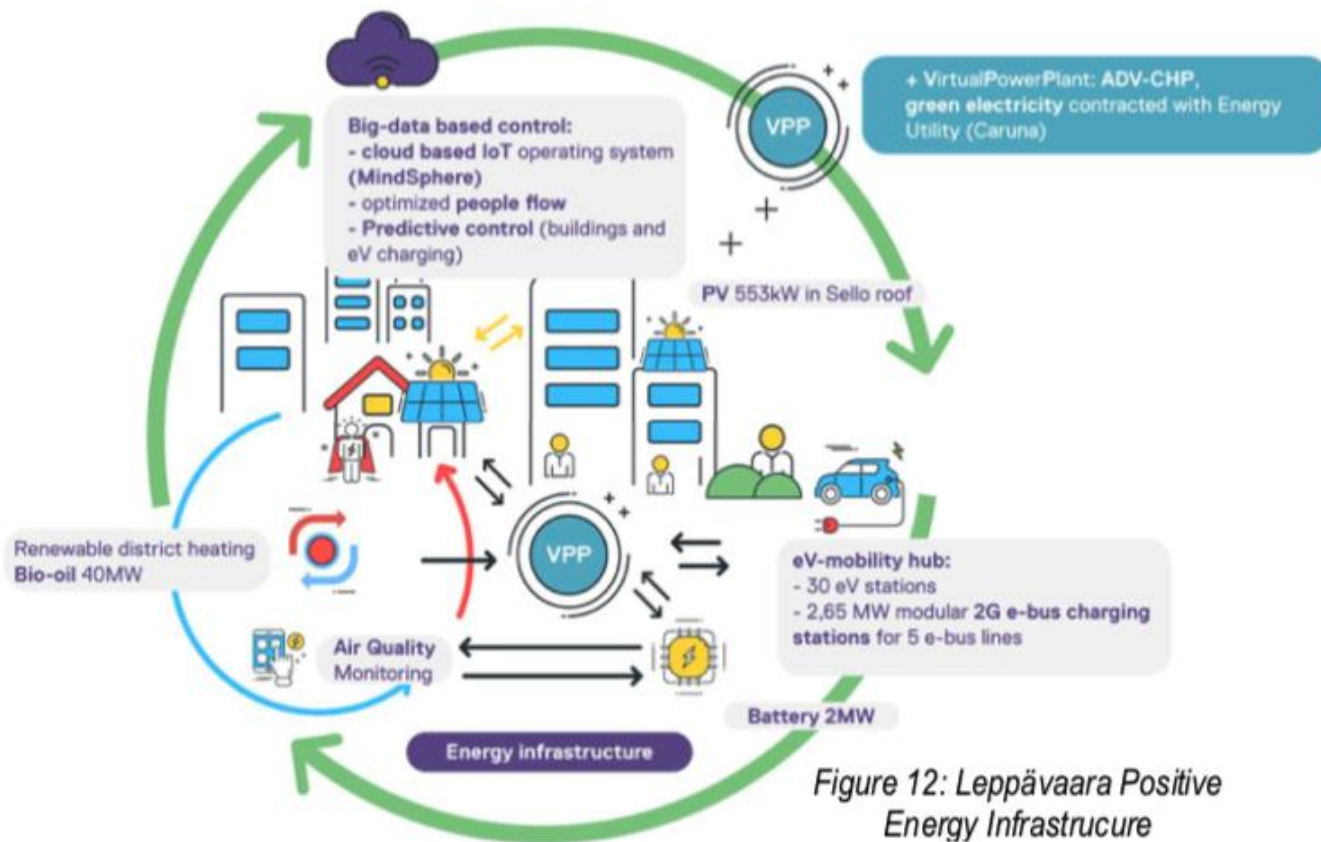 Big-data based control:
- cloud based IoT operating system
(MindSphere)
- optimized people flow
- Predictive control (buildings and
eV charging)
VPP
+ VirtualPowerPlant: ADV-CHP,
green electricity contracted with Energy
Utility (Caruna)
PV 553kW in Sello roof
Renewable district heating
Bio-oil 40MW
VPP
eV-mobility hub:
- 30 eV stations
- 2,65 MW modular 2G e-bus charging
stations for 5 e-bus lines
Air Quality
Monitoring
Battery 2MW
Energy infrastructure
Figure 12: Leppävaara Positive
Energy Infrastrucure